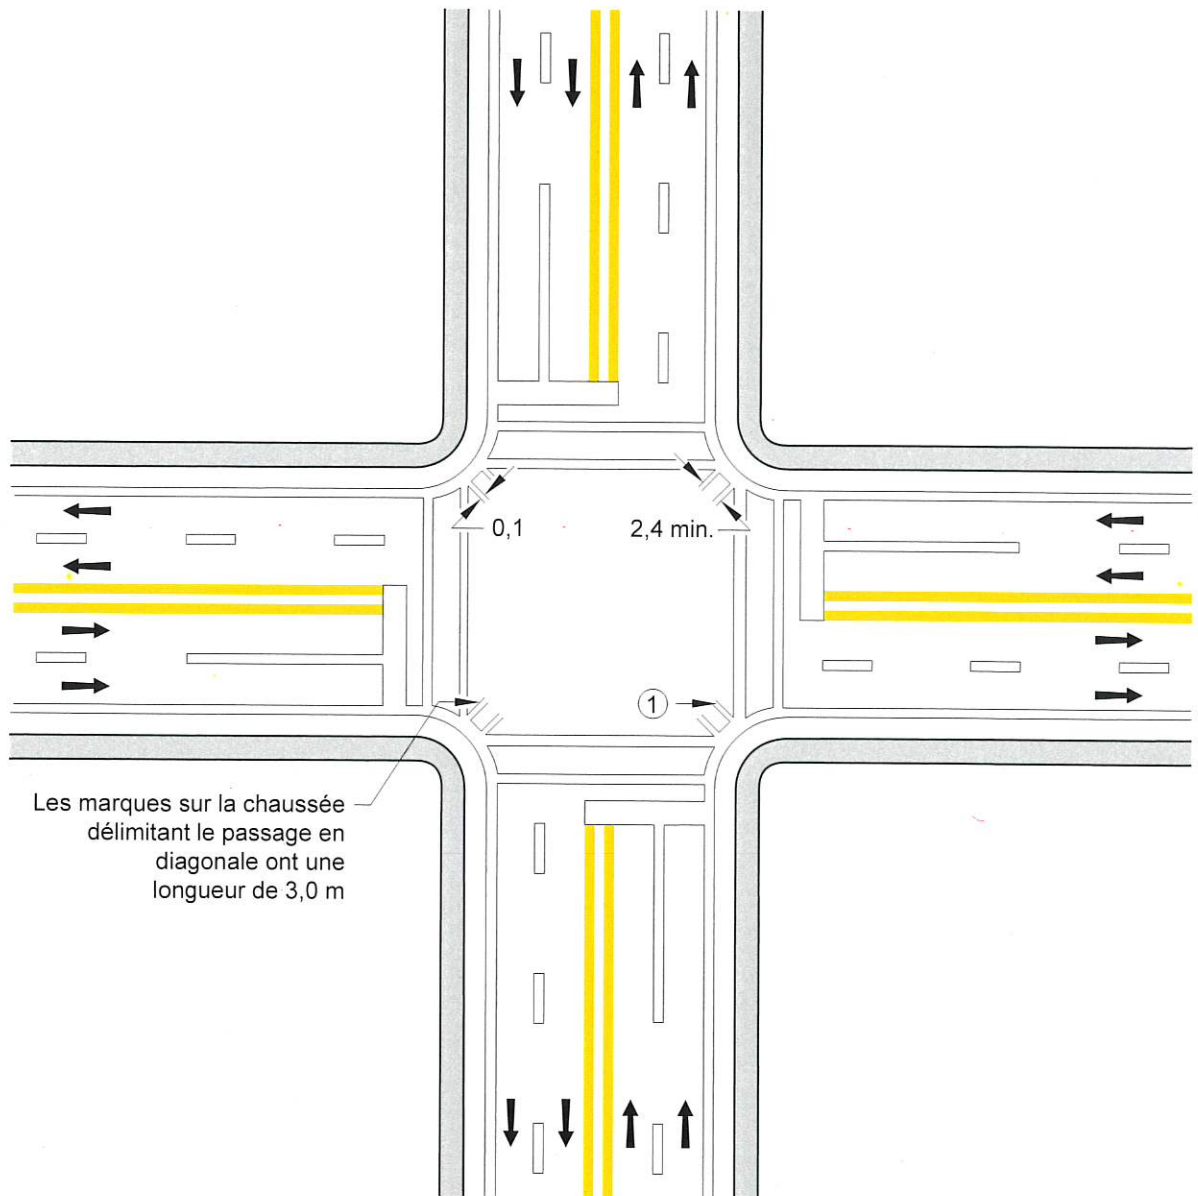 0,1
2,4 min.
1
Les marques sur la chaussée
délimitant le passage en
diagonale ont une
longueur de 3,0 m